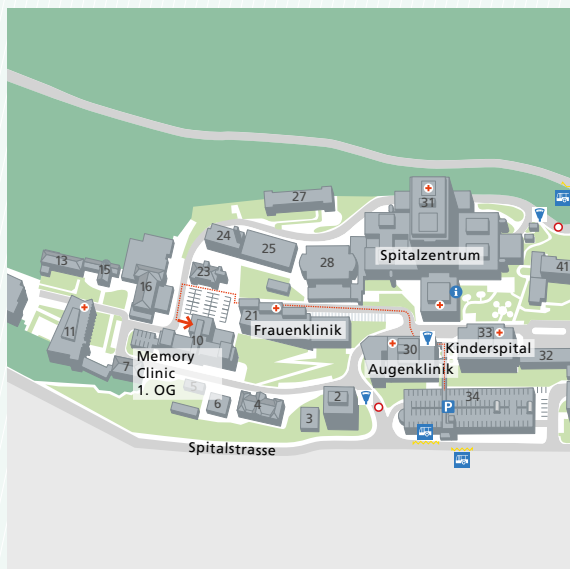 27
31
24
25
28
Spitalzentrum
i
13
15
23
16
41
21
Frauenklinik
11
10
33
Kinderspital
30
Augenklinik
32
7
Memory
Clinic
1. OG
5
6
4
3
2
34
P
Spitalstrasse